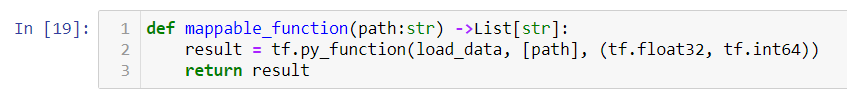 In [19]: 1 def mappable_function(path:str) ->List[str]:
2     result = tf.py_function(load_data, [path], (tf.float32, tf.int64))
3     return result